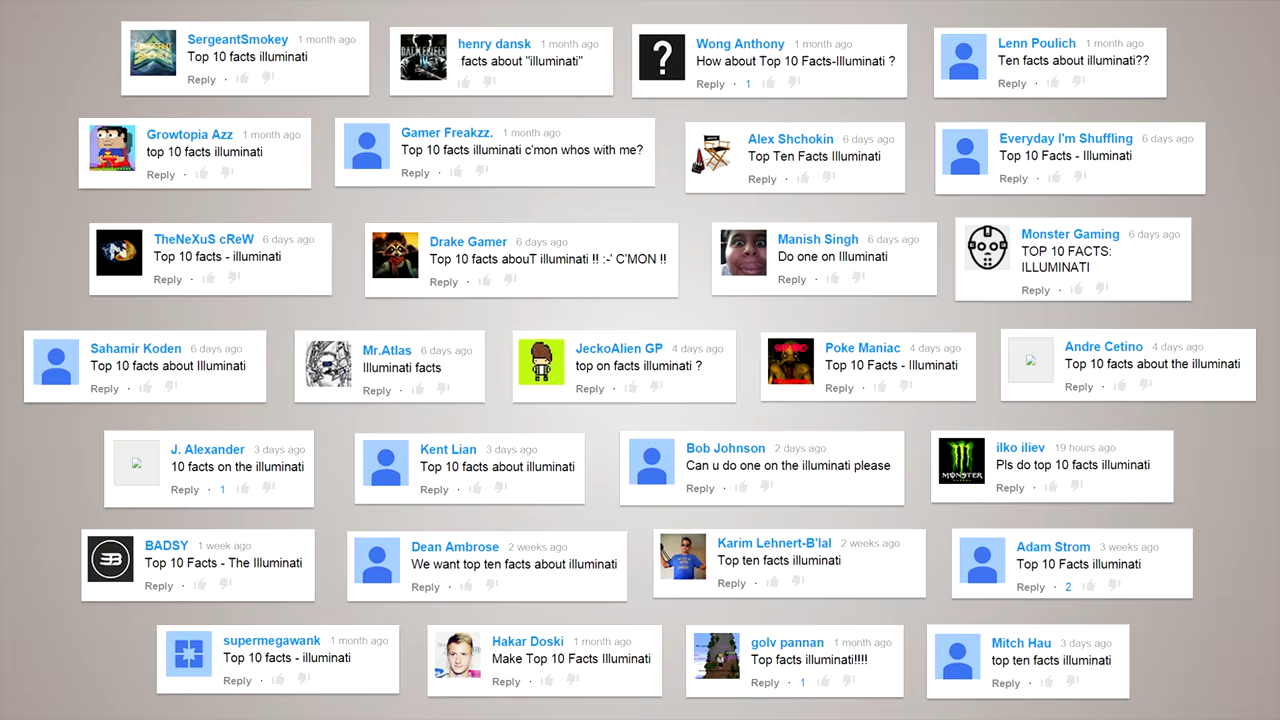 SergeantSmokey 1 month ago
Top 10 facts illuminati
Reply ·
henry dansk 1 month ago
facts about "illuminati"
Wong Anthony 1 month ago
How about Top 10 Facts-Illuminati ?
Reply · 1
Lenn Poulich 1 month ago
Ten facts about illuminati??
Reply ·
Growtopia Azz 1 month ago
top 10 facts illuminati
Reply ·
Gamer Freakzz. 1 month ago
Top 10 facts illuminati c'mon whos with me?
Reply ·
Alex Shchokin 6 days ago
Top Ten Facts Illuminati
Reply ·
Everyday I'm Shuffling 6 days ago
Top 10 Facts - Illuminati
Reply ·
TheNeXuS cReW 6 days ago
Top 10 facts - illuminati
Reply ·
Drake Gamer 6 days ago
Top 10 facts abouT illuminati !! :-' C'MON !!
Reply ·
Manish Singh 6 days ago
Do one on Illuminati
Reply ·
Monster Gaming 6 days ago
TOP 10 FACTS:
ILLUMINATI
Reply ·
Sahamir Koden 6 days ago
Top 10 facts about Illuminati
Reply ·
Mr.Atlas 6 days ago
Illuminati facts
Reply ·
JeckoAlien GP 4 days ago
top on facts illuminati ?
Reply ·
Poke Maniac 4 days ago
Top 10 Facts - Illuminati
Reply ·
Andre Cetino 4 days ago
Top 10 facts about the illuminati
Reply ·
J. Alexander 3 days ago
10 facts on the illuminati
Reply · 1
Kent Lian 3 days ago
Top 10 facts about illuminati
Reply ·
Bob Johnson 2 days ago
Can u do one on the illuminati please
Reply ·
MONSTER
ilko iliev 19 hours ago
Pls do top 10 facts illuminati
Reply ·
BADSY 1 week ago
Top 10 Facts - The Illuminati
Reply ·
Dean Ambrose 2 weeks ago
We want top ten facts about illuminati
Reply ·
Karim Lehnert-B'lal 2 weeks ago
Top ten facts illuminati
Reply ·
Adam Strom 3 weeks ago
Top 10 Facts illuminati
Reply · 2
supermegawank 1 month ago
Top 10 facts - illuminati
Reply ·
Hakar Doski 1 month ago
Make Top 10 Facts Illuminati
Reply ·
golv pannan 1 month ago
Top facts illuminati!!!!
Reply · 1
Mitch Hau 3 days ago
top ten facts illuminati
Reply ·